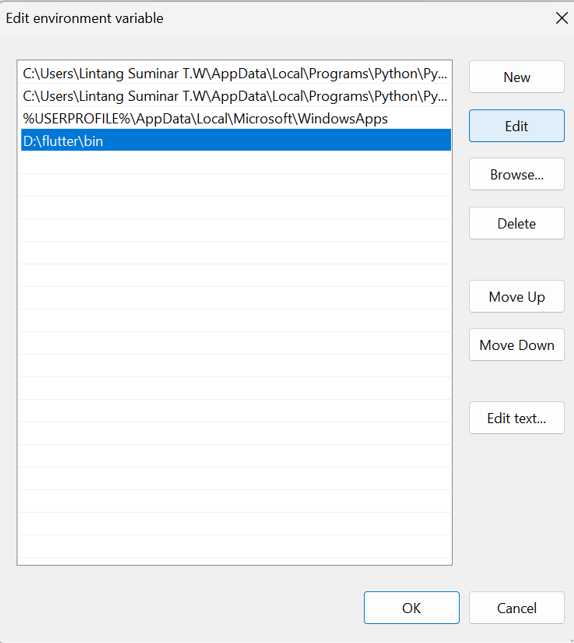 Edit environment variable
C:\Users\Lintang Suminar T.W\AppData\Local\Programs\Python\Py...
C:\Users\Lintang Suminar T.W\AppData\Local\Programs\Python\Py...
%USERPROFILE%\AppData\Local\Microsoft\WindowsApps
D:\flutter\bin
New
Edit
Browse...
Delete
Move Up
Move Down
Edit text...
OK
Cancel